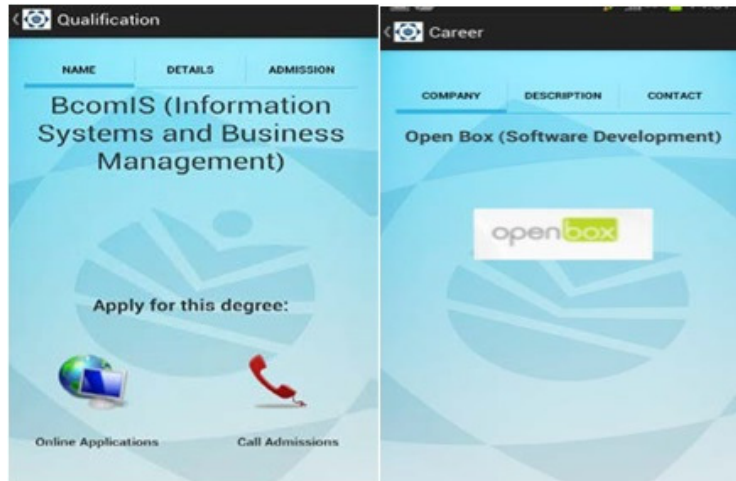 Qualification
NAME DETAILS ADMISSION
BcomIS (Information
Systems and Business
Management)
Apply for this degree:
Online Applications Call Admissions
Career
COMPANY DESCRIPTION CONTACT
Open Box (Software Development)
openbox